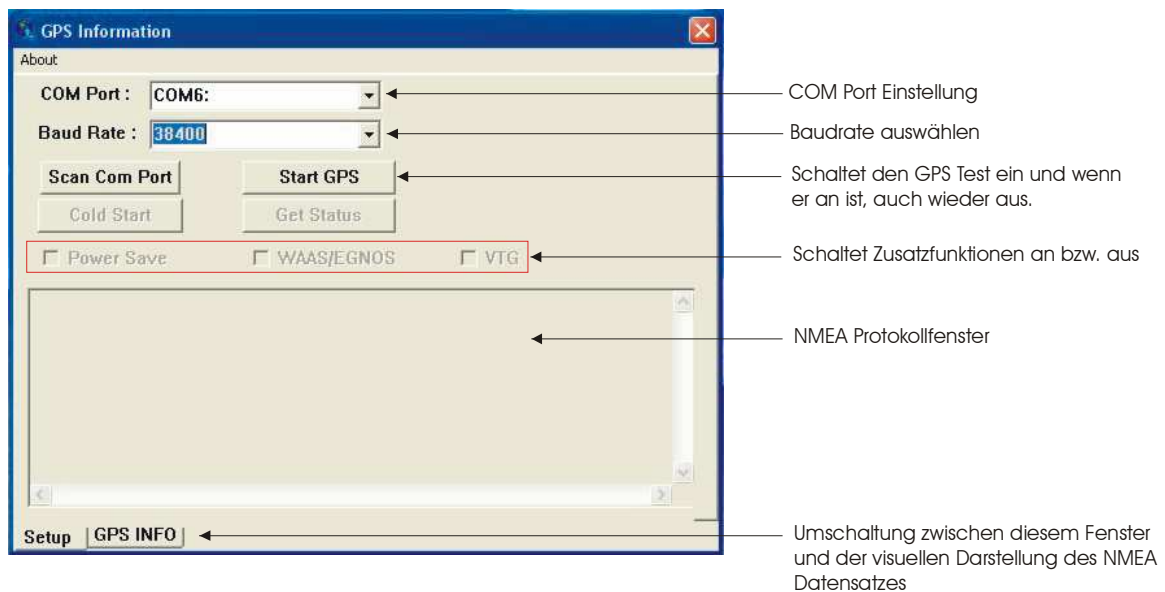 GPS Information
About
COM Port : COM6:
COM Port Einstellung
Baud Rate : 38400
Baudrate auswählen
Scan Com Port Start GPS
Schaltet den GPS Test ein und wenn
er an ist, auch wieder aus.
Cold Start Get Status
Power Save WAAS/EGNOS VTG
Schaltet Zusatzfunktionen an bzw. aus
NMEA Protokollfenster
Setup GPS INFO
Umschaltung zwischen diesem Fenster
und der visuellen Darstellung des NMEA
Datensatzes